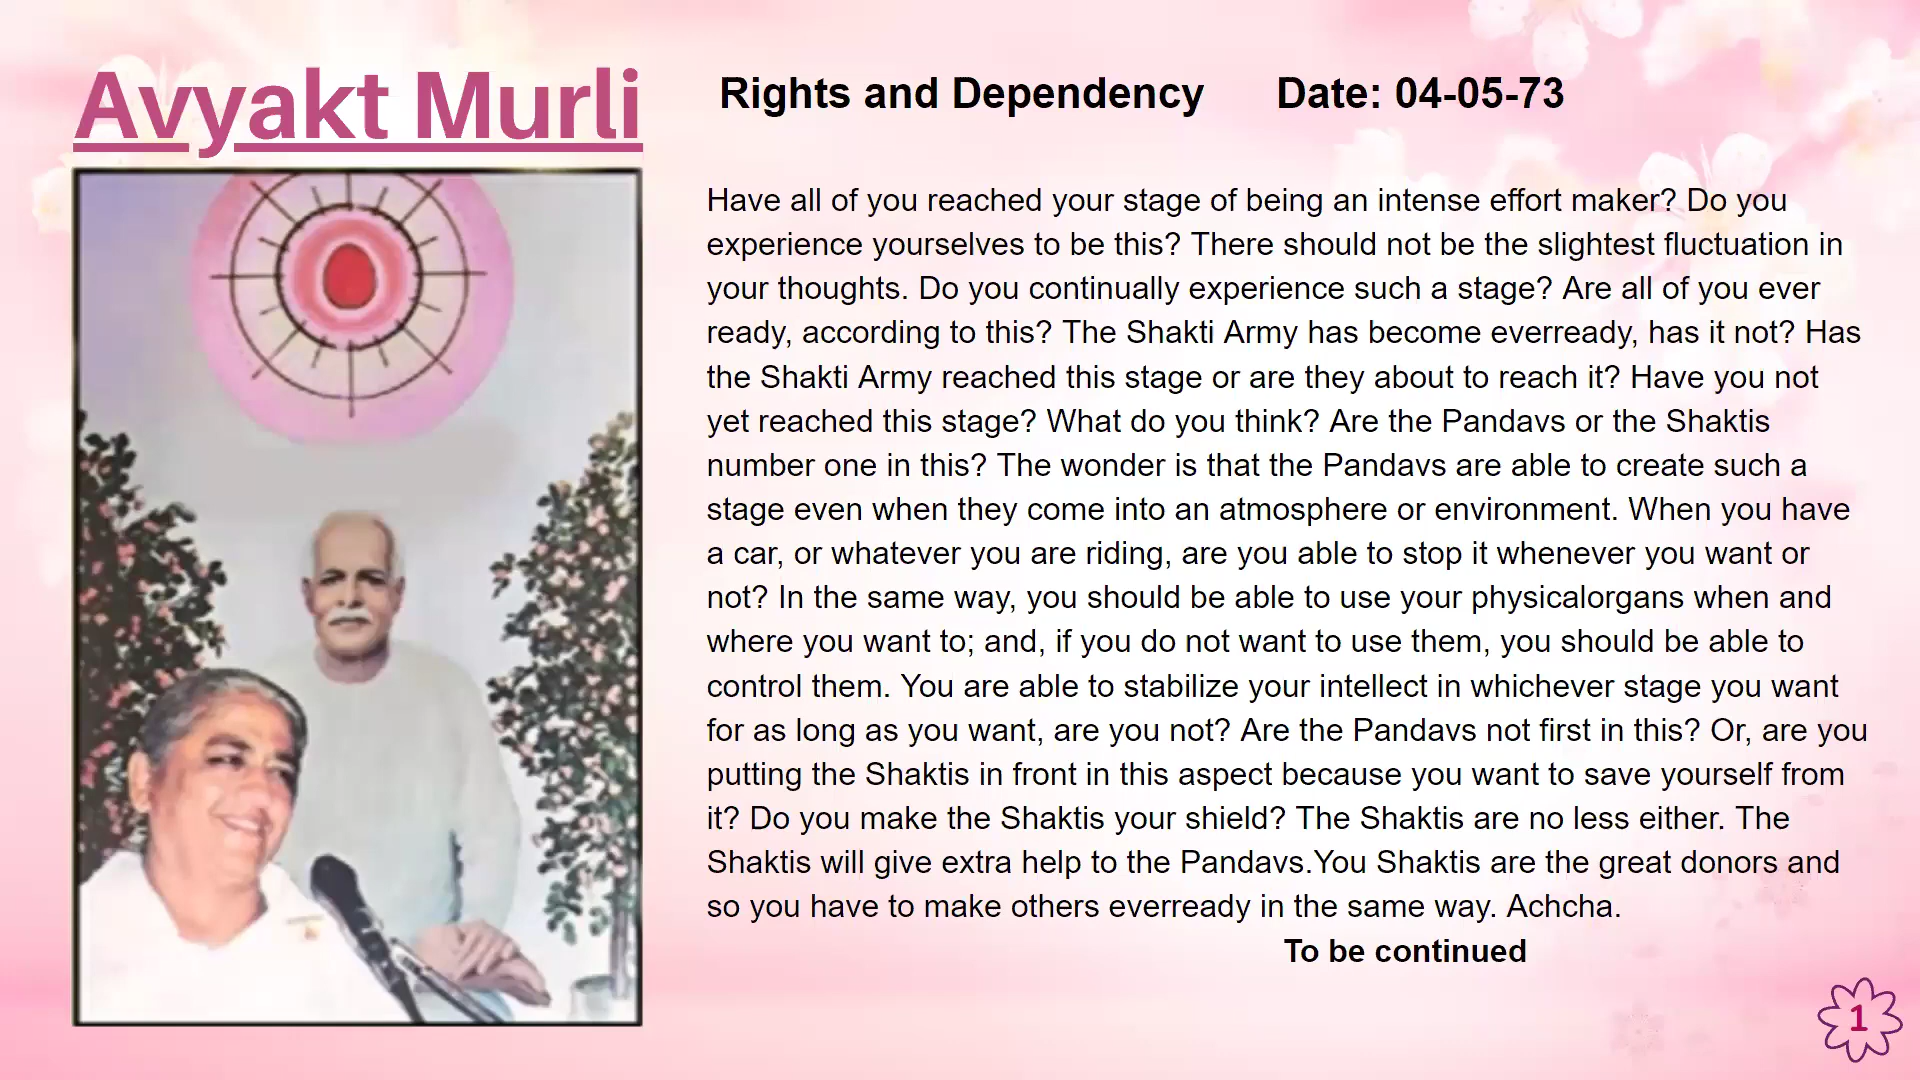 Avyakt Murli
Rights and Dependency Date: 04-05-73
Have all of you reached your stage of being an intense effort maker? Do you
experience yourselves to be this? There should not be the slightest fluctuation in
your thoughts. Do you continually experience such a stage? Are all of you ever
ready, according to this? The Shakti Army has become everready, has it not? Has
the Shakti Army reached this stage or are they about to reach it? Have you not
yet reached this stage? What do you think? Are the Pandavs or the Shaktis
number one in this? The wonder is that the Pandavs are able to create such a
stage even when they come into an atmosphere or environment. When you have
a car, or whatever you are riding, are you able to stop it whenever you want or
not? In the same way, you should be able to use your physicalorgans when and
where you want to; and, if you do not want to use them, you should be able to
control them. You are able to stabilize your intellect in whichever stage you want
for as long as you want, are you not? Are the Pandavs not first in this? Or, are you
putting the Shaktis in front in this aspect because you want to save yourself from
it? Do you make the Shaktis your shield? The Shaktis are no less either. The
Shaktis will give extra help to the Pandavs.You Shaktis are the great donors and
so you have to make others everready in the same way. Achcha.
To be continued
1